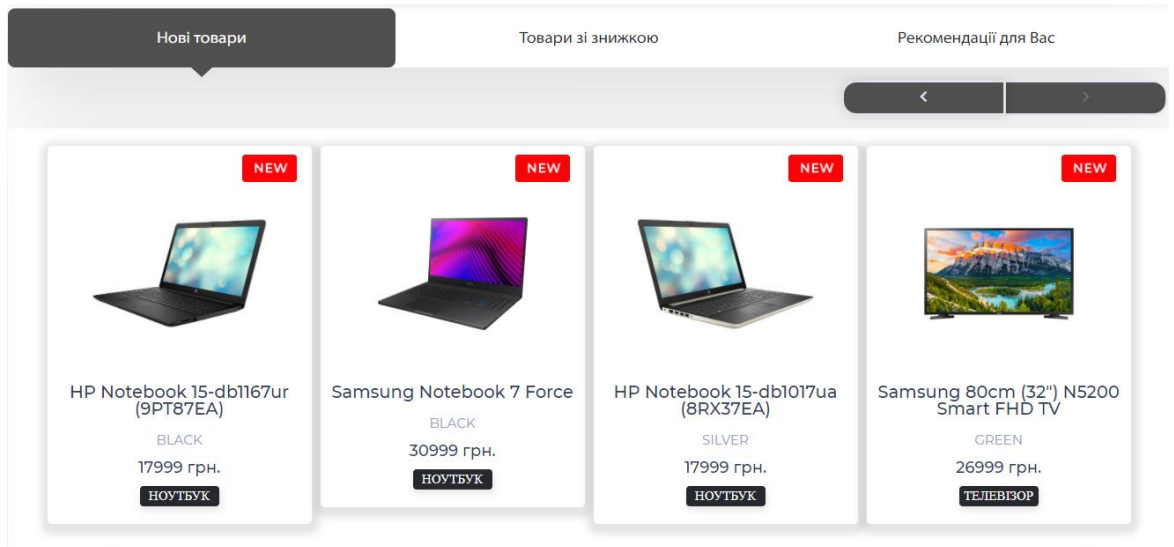 Нові товари
Товари зі знижкою
Рекомендації для Вас
NEW
HP Notebook 15-db1167ur
(9PT87EA)
BLACK
17999 грн.
НОУТБУК
NEW
Samsung Notebook 7 Force
BLACK
30999 грн.
НОУТБУК
NEW
HP Notebook 15-db1017ua
(8RX37EA)
SILVER
17999 грн.
НОУТБУК
NEW
Samsung 80cm (32") N5200
Smart FHD TV
GREEN
26999 грн.
ТЕЛЕВІЗОР